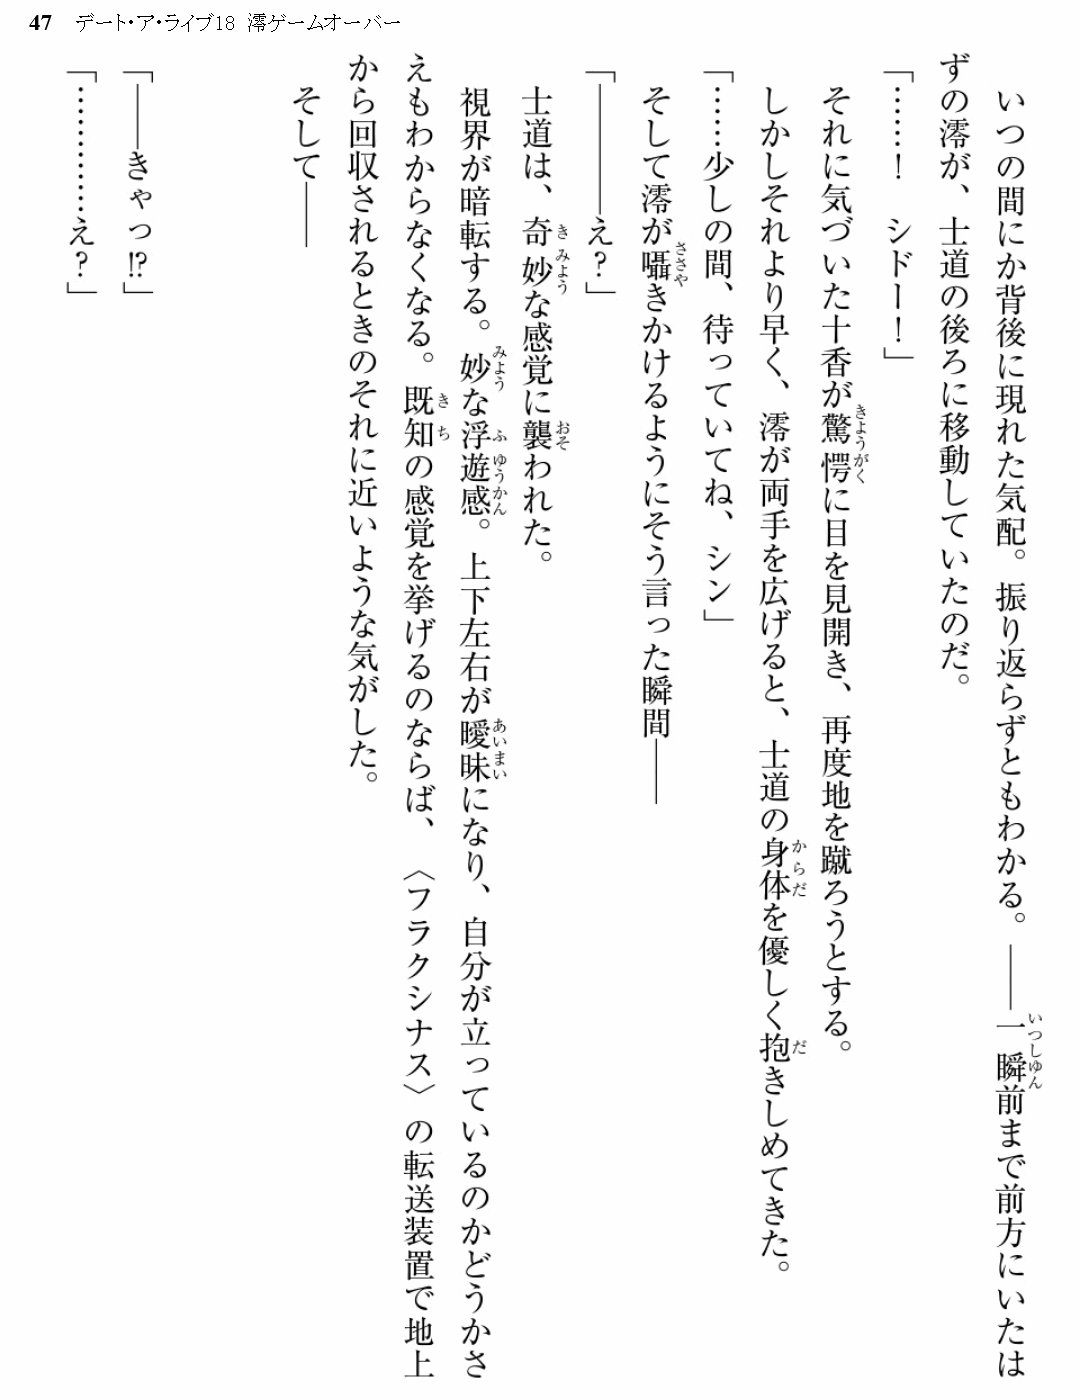 47 デート・ア・ライブ18 澪ゲームオーバー
いつの間にか背後に現れた気配。振り返らずともわかる。――一瞬前まで前方にいたは
ずの澪が、士道の後ろに移動していたのだ。
「……！ シドー！」
それに気づいた十香が驚愕に目を見開き、再度地を蹴ろうとする。
しかしそれより早く、澪が両手を広げると、士道の身体を優しく抱きしめてきた。
「……少しの間、待っていてね、シン」
そして澪が囁きかけるようにそう言った瞬間――
「――――え？」
士道は、奇妙な感覚に襲われた。
視界が暗転する。妙な浮遊感。上下左右が曖昧になり、自分が立っているのかどうかさ
えもわからなくなる。既知の感覚を挙げるのならば、〈フラクシナス〉の転送装置で地上
から回収されるときのそれに近いような気がした。
そして――
「――きゃっ!?」
「…………え？」